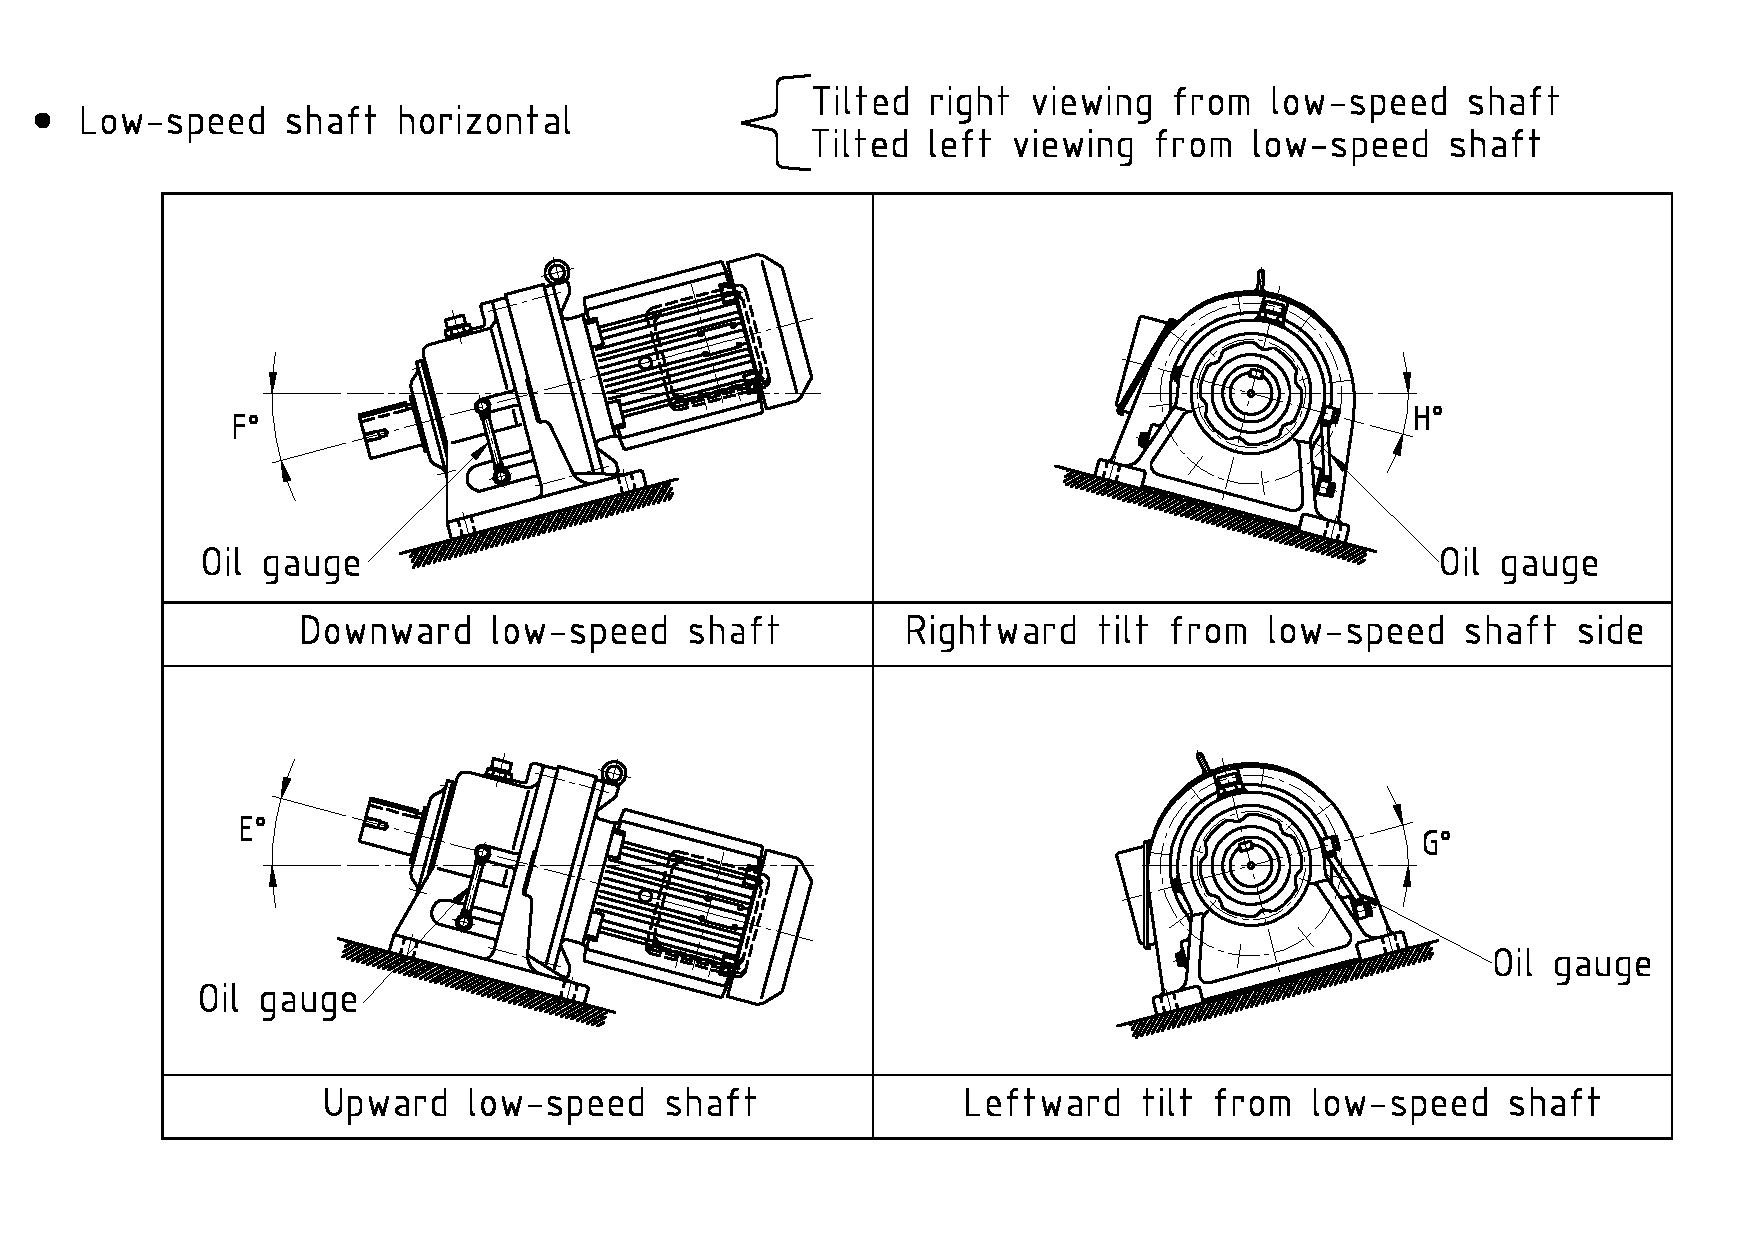 ● Low-speed shaft horizontal
Tilted right viewing from low-speed shaft
Tilted left viewing from low-speed shaft
F°
Oil gauge
H°
Oil gauge
Downward low-speed shaft
Rightward tilt from low-speed shaft side
E°
Oil gauge
G°
Oil gauge
Upward low-speed shaft
Leftward tilt from low-speed shaft